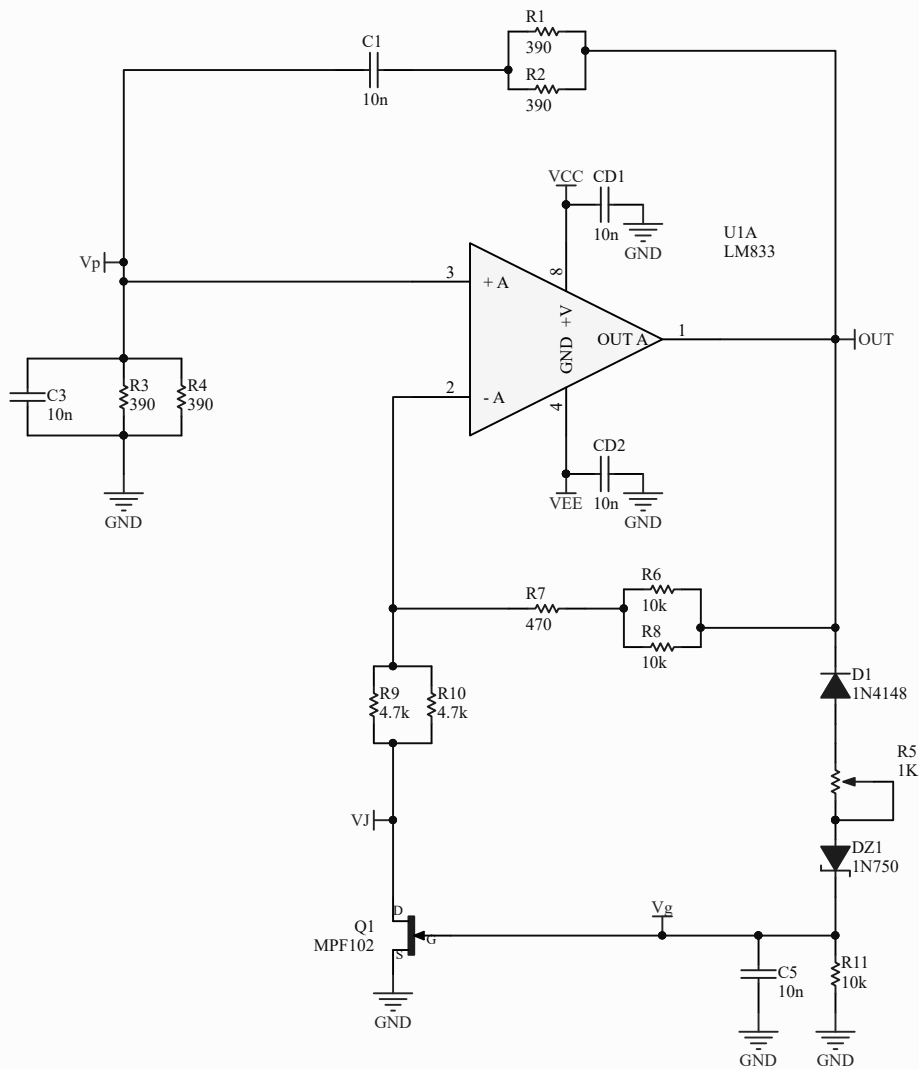 R1
390
C1
10n
R2
390
VCC
CD1
10n
GND
U1A
LM833
Vp
3
+ A
8
GND +V
OUT A
1
OUT
C3
10n
R3
390
R4
390
2
- A
4
GND
CD2
10n
VEE
GND
R7
470
R6
10k
R8
10k
R9
4.7k
R10
4.7k
D1
1N4148
R5
1K
VJ
DZ1
1N750
Q1
MPF102
D
G
S
Vg
C5
10n
R11
10k
GND
GND
GND